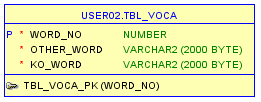 USER02.TBL_VOCA
P * WORD_NO NUMBER
* OTHER_WORD VARCHAR2 (2000 BYTE)
* KO_WORD VARCHAR2 (2000 BYTE)
TBL_VOCA_PK (WORD_NO)